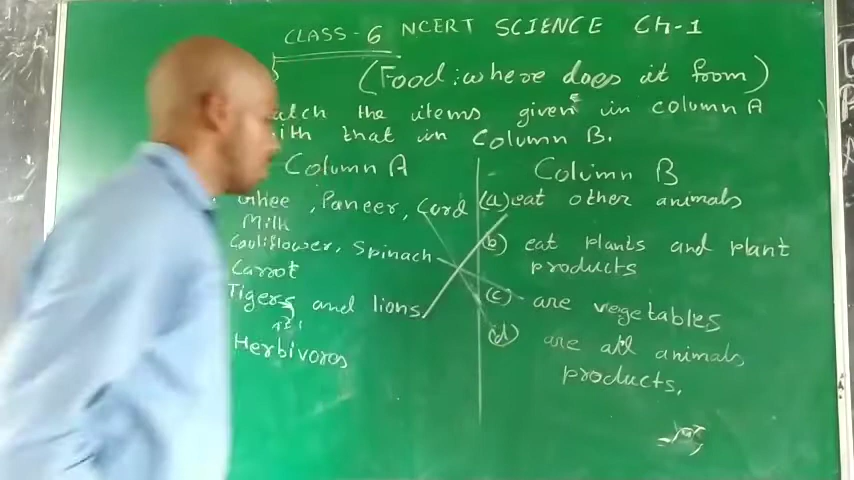 CLASS-6 NCERT SCIENCE Ch-1
(Food: where does it from)
atch the items given in column A
ith that in Column B.
Column A
Column B
Ghee, Paneer, Curd
Milk
Cauliflower, Spinach
Carrot
Tigers and lions
Herbivoros
(a) eat other animals
(b) eat plants and plant
products
(c) are vegetables
(d) are all animals
products.